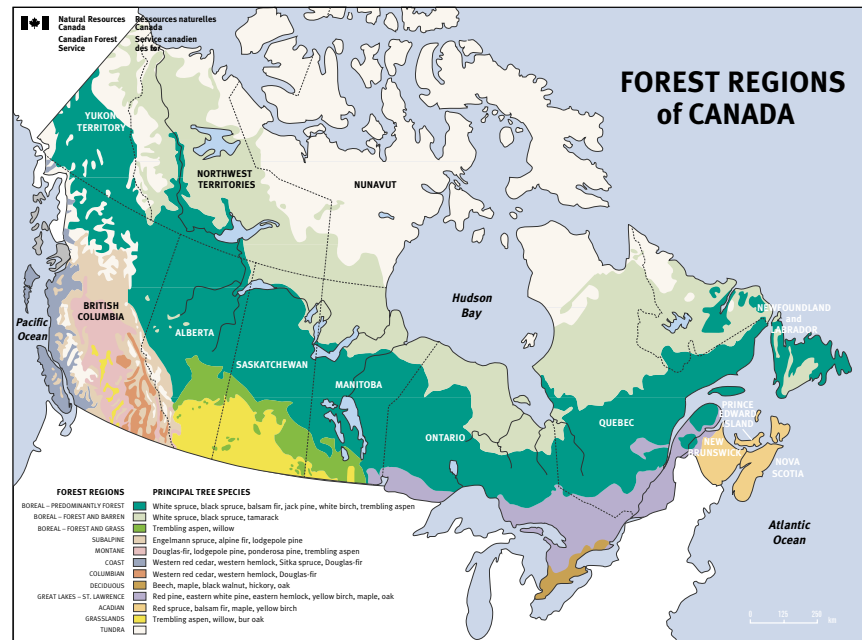 Natural Resources Canada
Ressources naturelles Canada
Canadian Forest Service
Service canadien des for
FOREST REGIONS
of CANADA
YUKON
TERRITORY
NORTHWEST
TERRITORIES
NUNAVUT
Hudson
Bay
BRITISH
COLUMBIA
Pacific
Ocean
ALBERTA
SASKATCHEWAN
MANITOBA
ONTARIO
QUEBEC
NEWFOUNDLAND
and
LABRADOR
PRINCE
EDWARD
ISLAND
NEW
BRUNSWICK
NOVA
SCOTIA
Atlantic
Ocean
FOREST REGIONS PRINCIPAL TREE SPECIES
BOREAL – PREDOMINANTLY FOREST White spruce, black spruce, balsam fir, jack pine, white birch, trembling aspen
BOREAL – FOREST AND BARREN White spruce, black spruce, tamarack
BOREAL – FOREST AND GRASS Trembling aspen, willow
SUBALPINE Engelmann spruce, alpine fir, lodgepole pine
MONTANE Douglas-fir, lodgepole pine, ponderosa pine, trembling aspen
COAST Western red cedar, western hemlock, Sitka spruce, Douglas-fir
COLUMBIAN Western red cedar, western hemlock, Douglas-fir
DECIDUOUS Beech, maple, black walnut, hickory, oak
GREAT LAKES – ST. LAWRENCE Red pine, eastern white pine, eastern hemlock, yellow birch, maple, oak
ACADIAN Red spruce, balsam fir, maple, yellow birch
GRASSLANDS Trembling aspen, willow, bur oak
TUNDRA
0 125 250 km